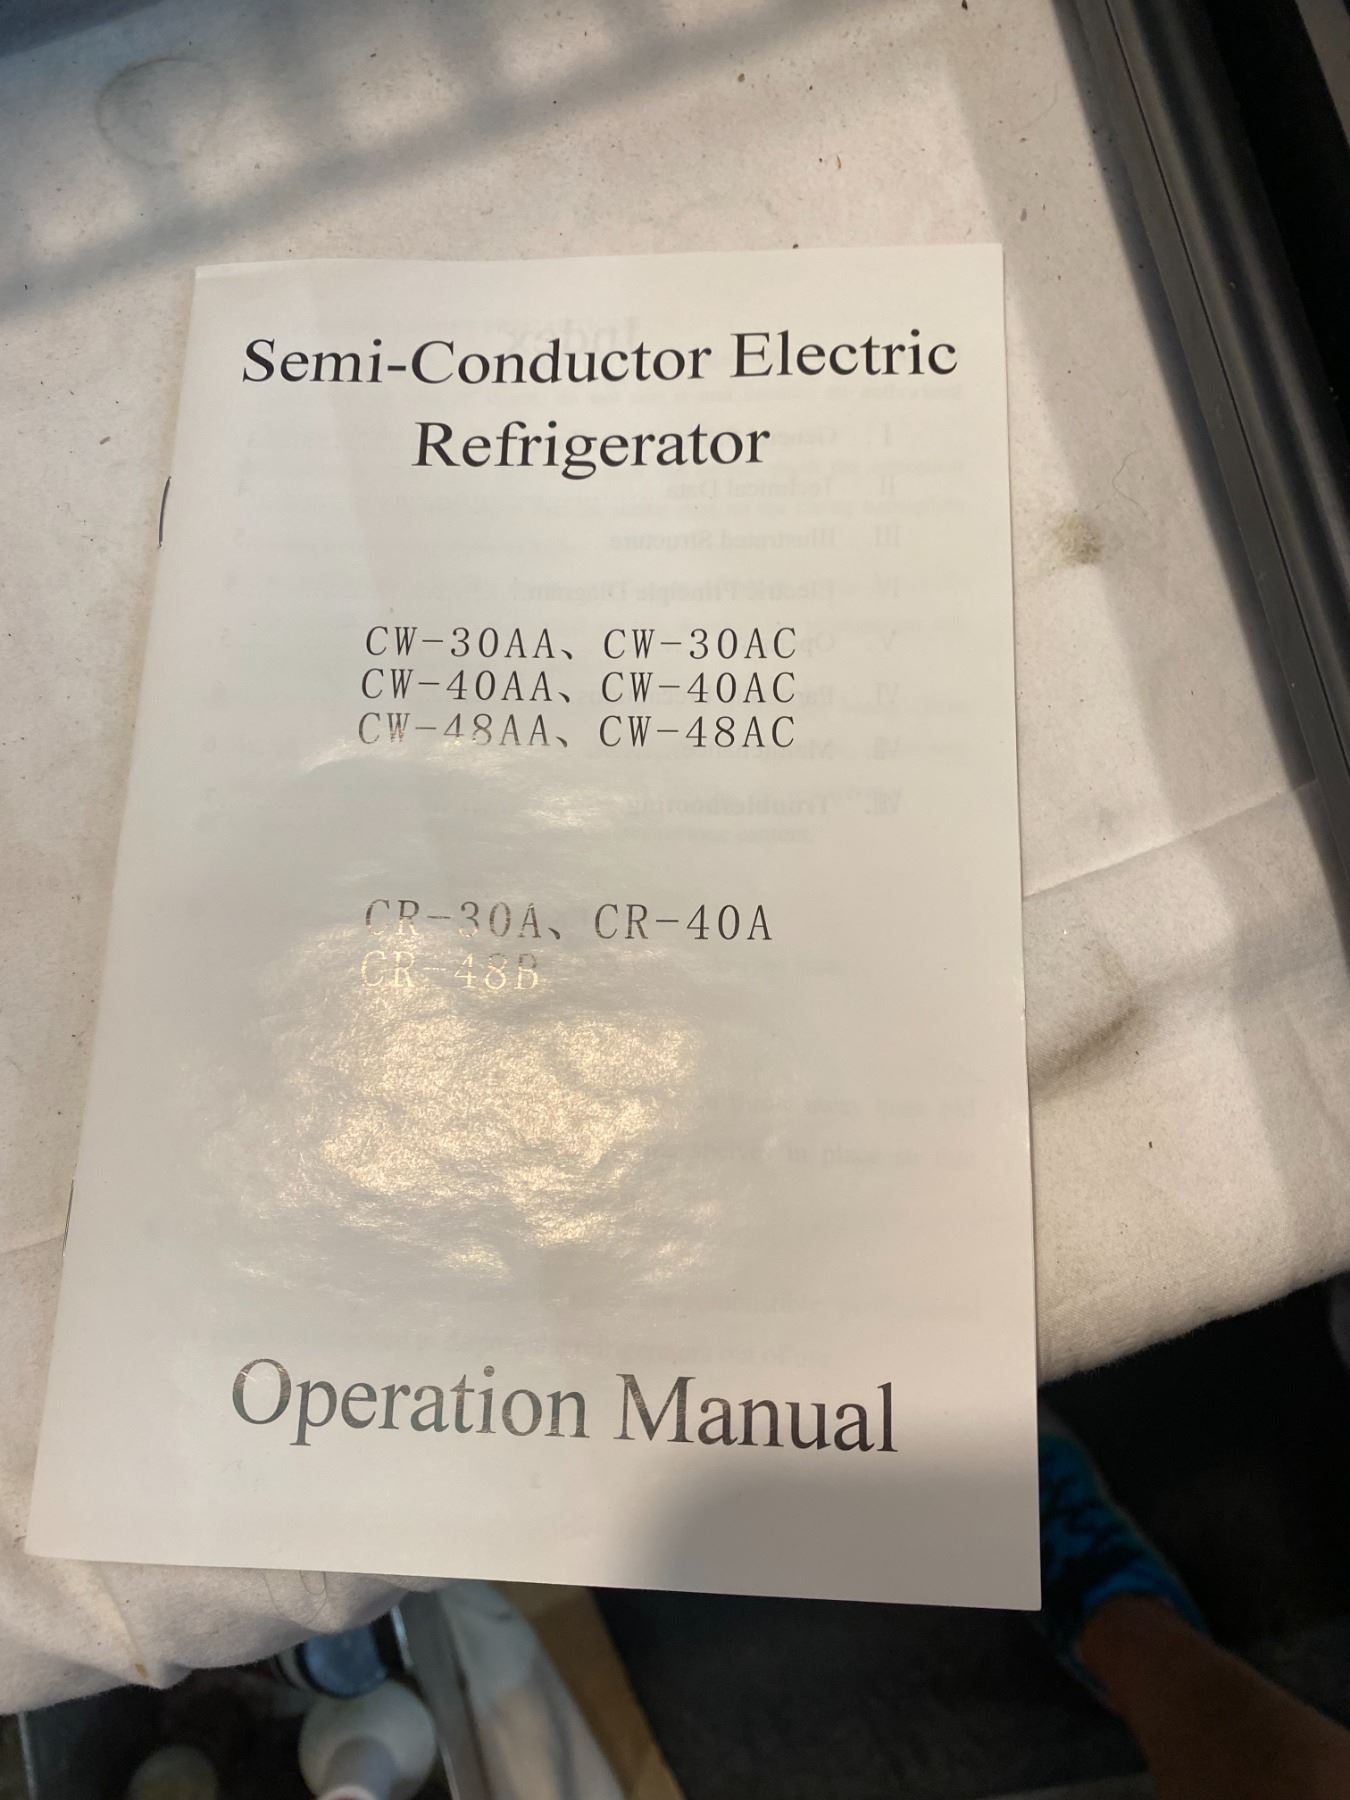 Semi-Conductor Electric
Refrigerator
CW-30AA、CW-30AC
CW-40AA、CW-40AC
CW-48AA、CW-48AC
CR-30A、CR-40A
CR-48B
Operation Manual